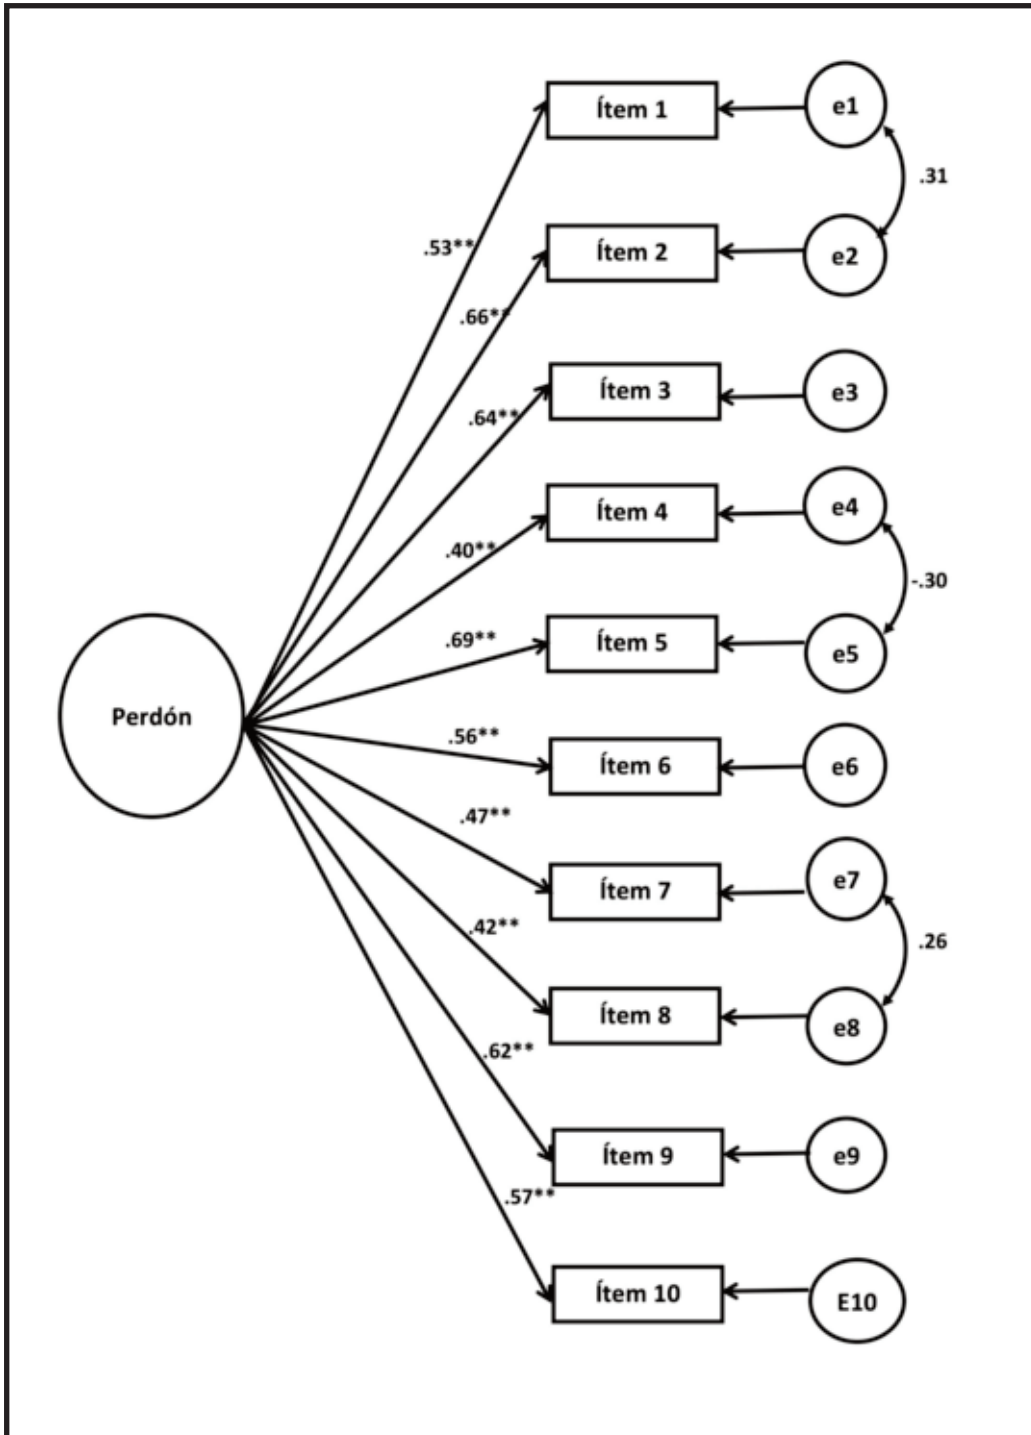 Ítem 1
e1
.31
.53**
Ítem 2
e2
.66**
Ítem 3
e3
.64**
Ítem 4
e4
.40**
-.30
Ítem 5
e5
.69**
Perdón
.56**
Ítem 6
e6
.47**
Ítem 7
e7
.42**
.26
Ítem 8
e8
.62**
Ítem 9
e9
.57**
Ítem 10
E10